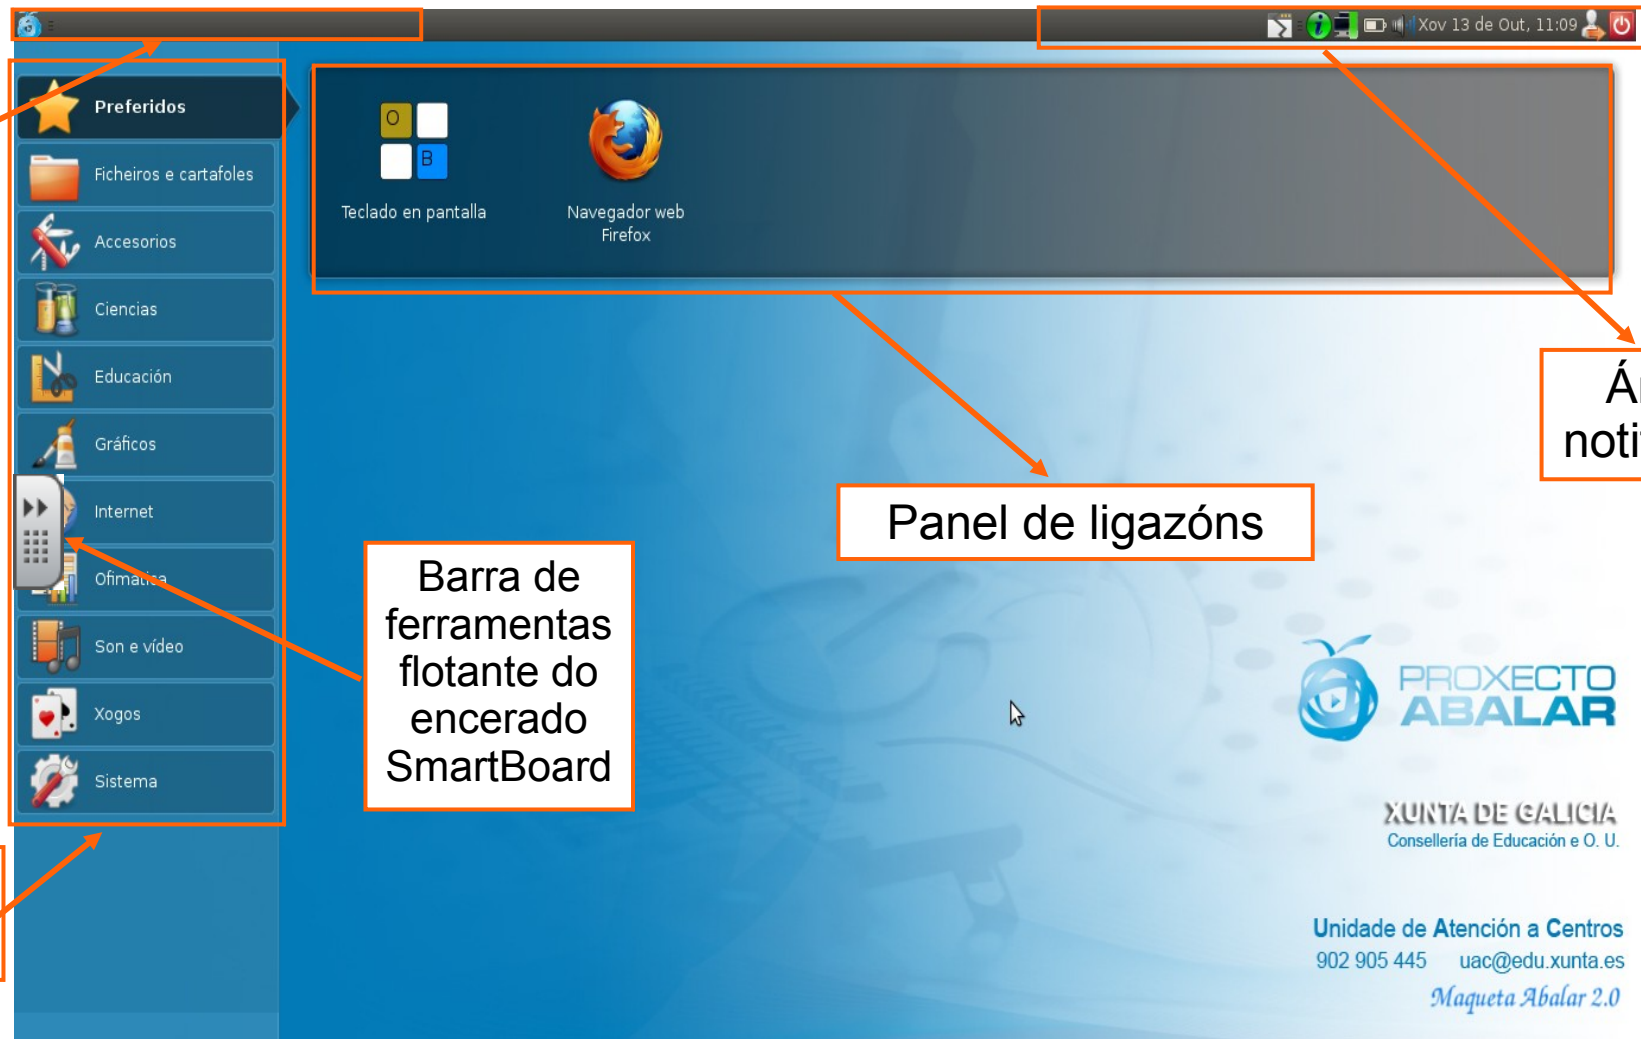 Xov 13 de Out, 11:09
Preferidos
Ficheiros e cartafoles
Accesorios
Ciencias
Educación
Gráficos
Internet
Ofimática
Son e vídeo
Xogos
Sistema
O
B
Teclado en pantalla
Navegador web
Firefox
Panel de ligazóns
Barra de
ferramentas
flotante do
encerado
SmartBoard
PROXECTO
ABALAR
XUNTA DE GALICIA
Consellería de Educación e O. U.
Unidade de Atención a Centros
902 905 445 uac@edu.xunta.es
Maqueta Abalar 2.0